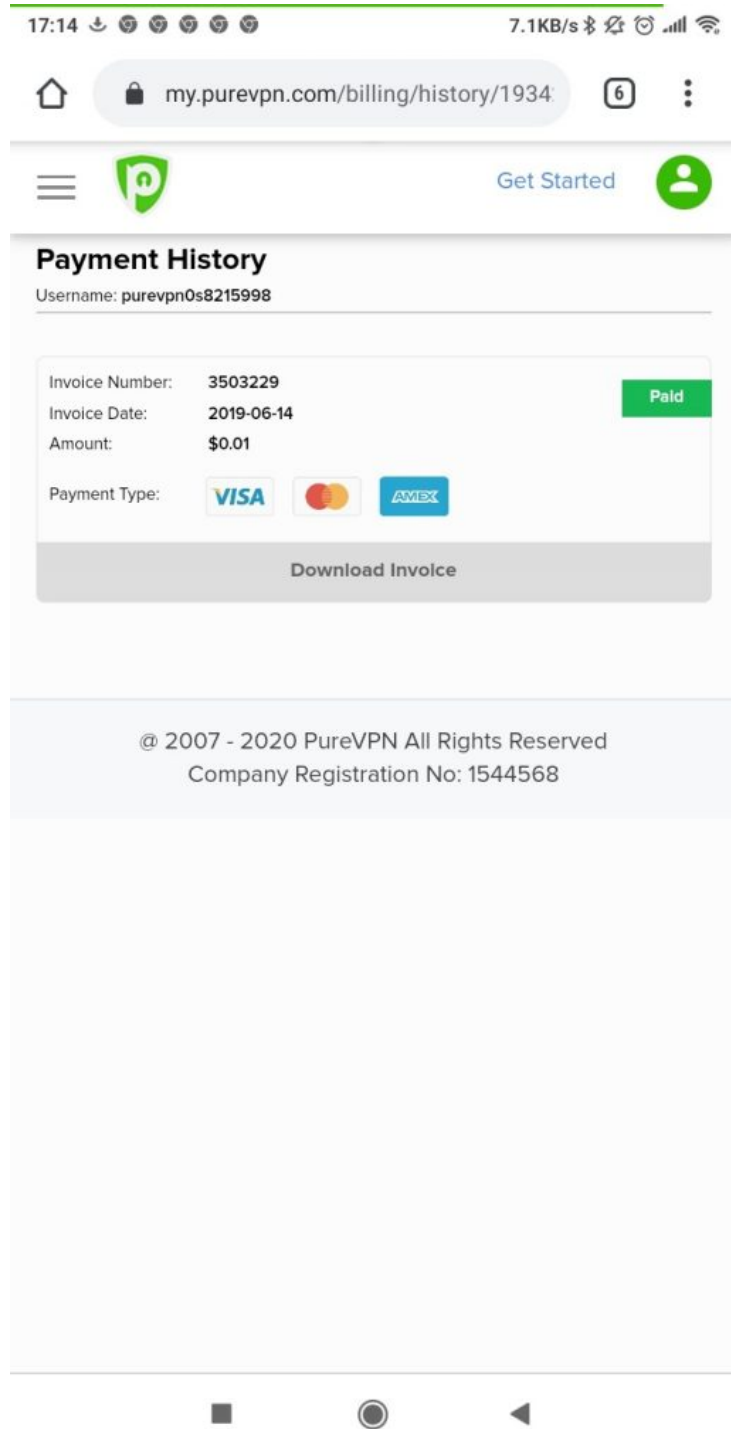 17:14 7.1KB/s
my.purevpn.com/billing/history/1934 6
Get Started
Payment History
Username: purevpn0s8215998
Invoice Number: 3503229
Paid
Invoice Date: 2019-06-14
Amount: $0.01
Payment Type: VISA AMEX
Download Invoice
@ 2007 - 2020 PureVPN All Rights Reserved
Company Registration No: 1544568